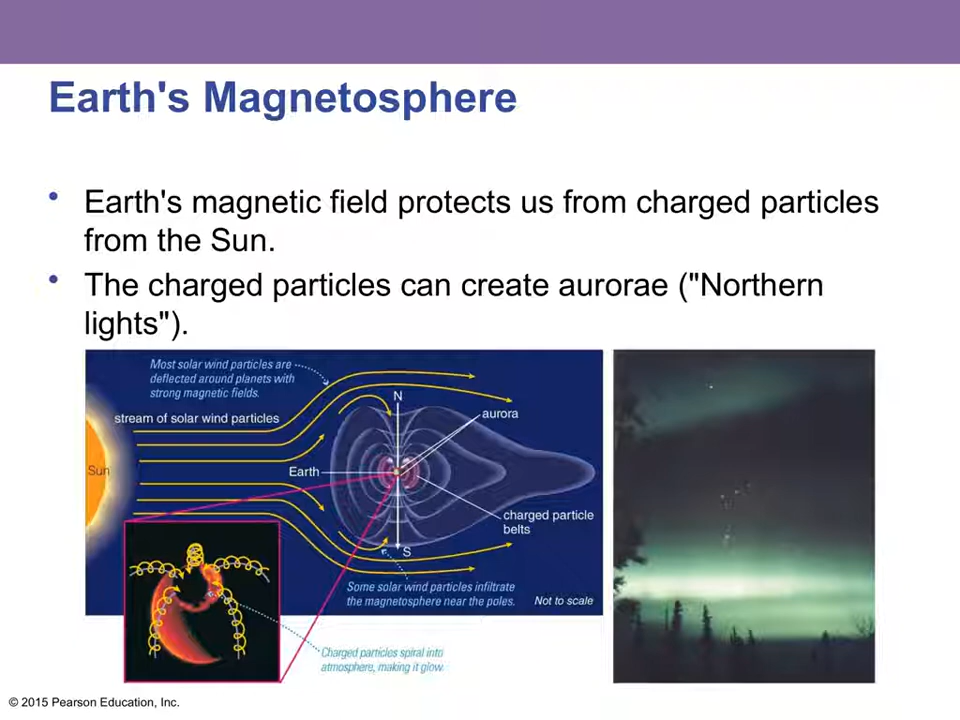 Earth's Magnetosphere
• Earth's magnetic field protects us from charged particles
from the Sun.
• The charged particles can create aurorae ("Northern
lights").
Most solar wind particles are
deflected around planets with
strong magnetic fields.
stream of solar wind particles
N
aurora
Sun
Earth
charged particle
belts
S
Some solar wind particles infiltrate
the magnetosphere near the poles.
Not to scale
Charged particles spiral into
atmosphere, making it glow.
© 2015 Pearson Education, Inc.